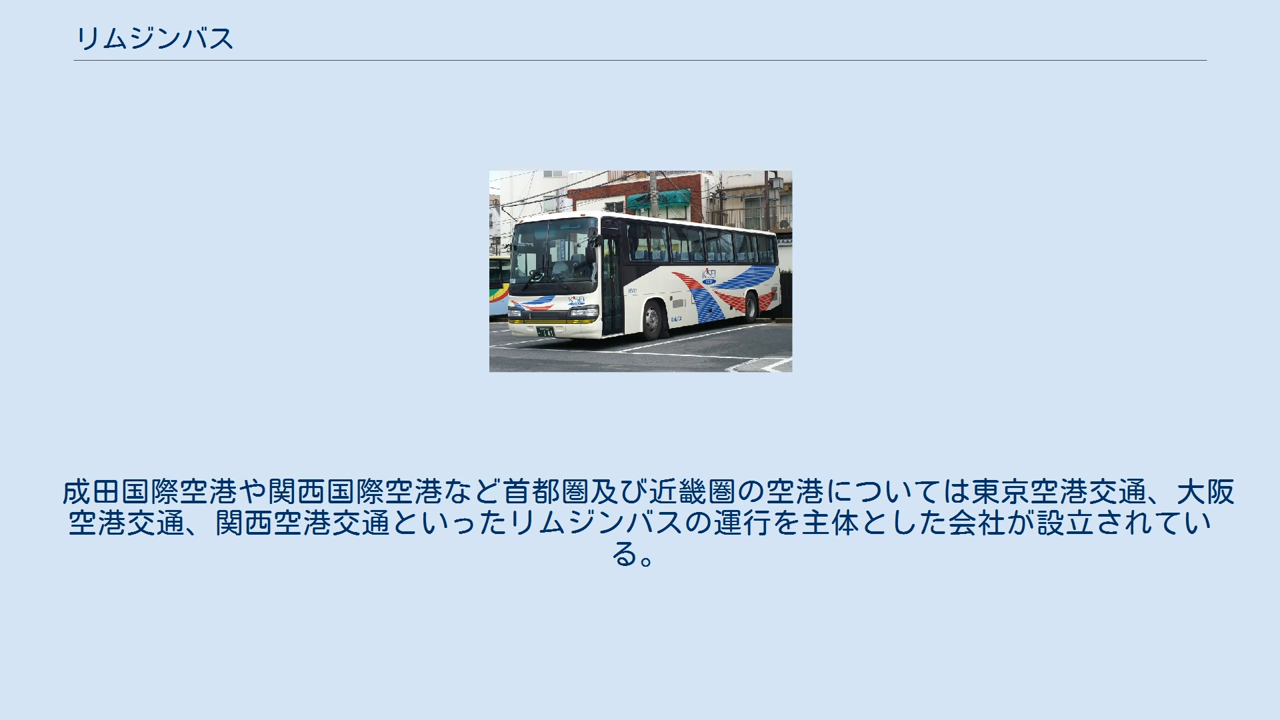 リムジンバス
成田国際空港や関西国際空港など首都圏及び近畿圏の空港については東京空港交通、大阪
空港交通、関西空港交通といったリムジンバスの運行を主体とした会社が設立されてい
る。